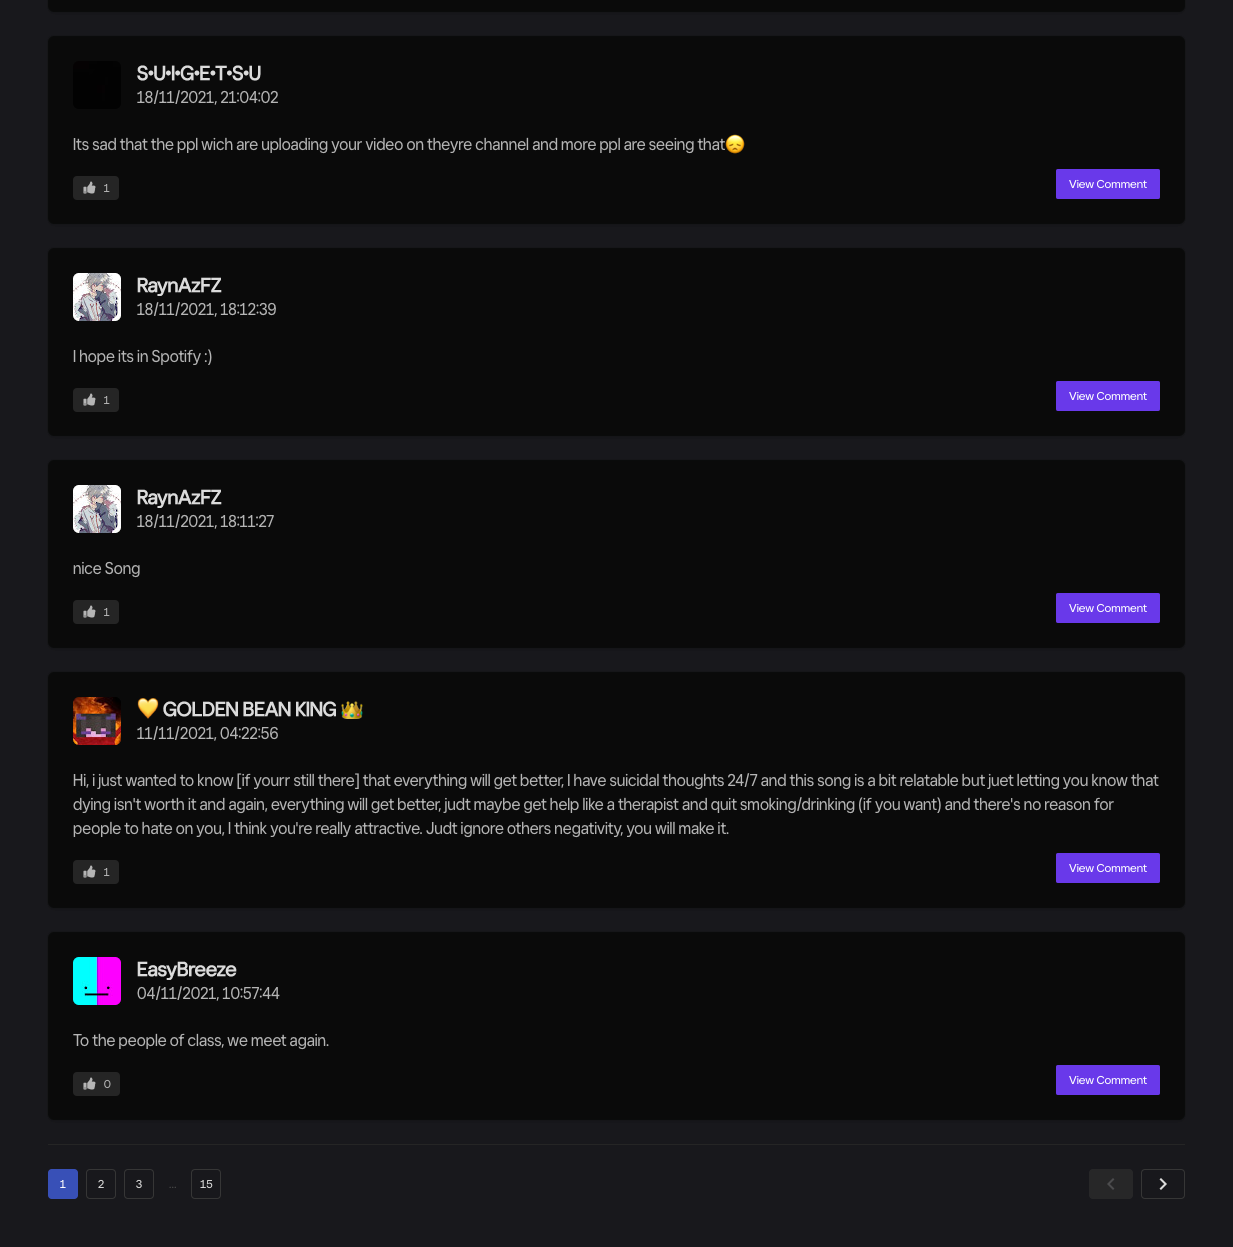 S•U•I•G•E•T•S•U
18/11/2021, 21:04:02
Its sad that the ppl wich are uploading your video on theyre channel and more ppl are seeing that😞
1
View Comment
RaynAzFZ
18/11/2021, 18:12:39
I hope its in Spotify :)
1
View Comment
RaynAzFZ
18/11/2021, 18:11:27
nice Song
1
View Comment
💛 GOLDEN BEAN KING 👑
11/11/2021, 04:22:56
Hi, i just wanted to know [if yourr still there] that everything will get better, I have suicidal thoughts 24/7 and this song is a bit relatable but juet letting you know that
dying isn't worth it and again, everything will get better, judt maybe get help like a therapist and quit smoking/drinking (if you want) and there's no reason for
people to hate on you, I think you're really attractive. Judt ignore others negativity, you will make it.
1
View Comment
EasyBreeze
04/11/2021, 10:57:44
To the people of class, we meet again.
0
View Comment
1 2 3 ... 15